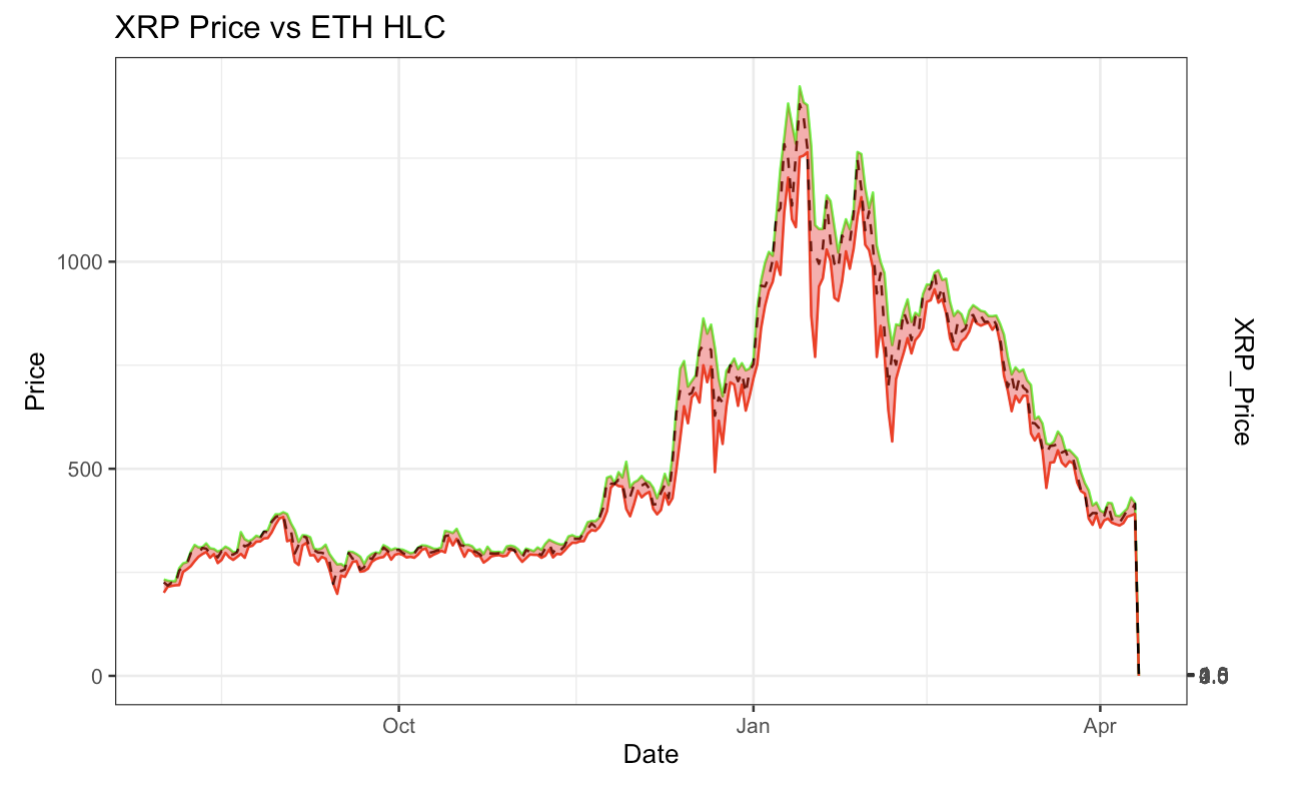 XRP Price vs ETH HLC
1000
500
0
Price
XRP_Price
Oct Jan Apr
Date